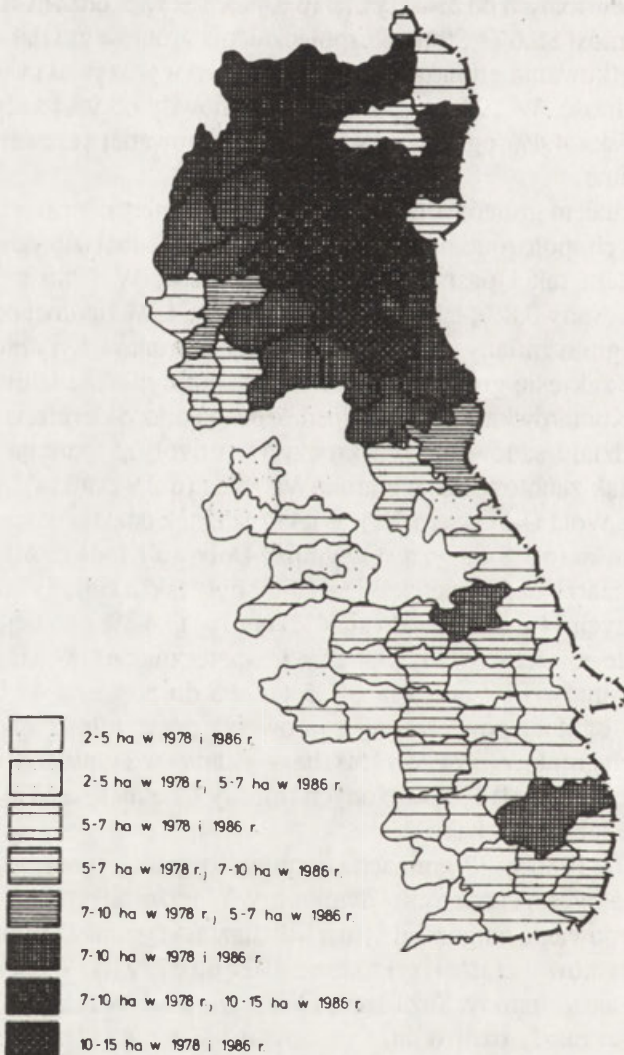 2-5 ha w 1978 i 1986 r.
2-5 ha w 1978 r., 5-7 ha w 1986 r.
5-7 ha w 1978 i 1986 r.
5-7 ha w 1978 r., 7-10 ha w 1986 r.
7-10 ha w 1978 r., 5-7 ha w 1986 r.
7-10 ha w 1978 i 1986 r.
7-10 ha w 1978 r., 10-15 ha w 1986 r.
10-15 ha w 1978 i 1986 r.